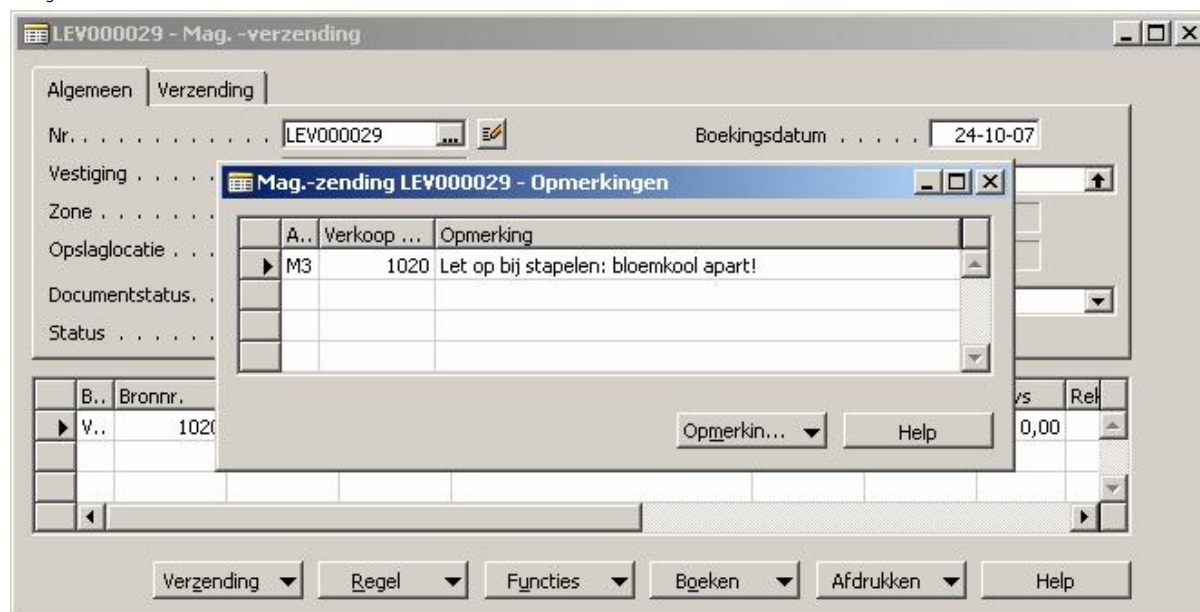 LEV000029 - Mag. -verzending
Algemeen Verzending
Nr. . . . . . . . . . . . . LEV000029 ... Boekingsdatum . . . . . 24-10-07
Vestiging . . . . .
Mag.-zending LEV000029 - Opmerkingen
Zone . . . . . . .
A.. Verkoop ... Opmerking
Opslaglocatie . . .
M3 1020 Let op bij stapelen: bloemkool apart!
Documentstatus. .
Status . . . . . .
B.. Bronnr. vs
V.. 0,00
Opmerkin... Help
Verzending Regel Functies Boeken Afdrukken Help